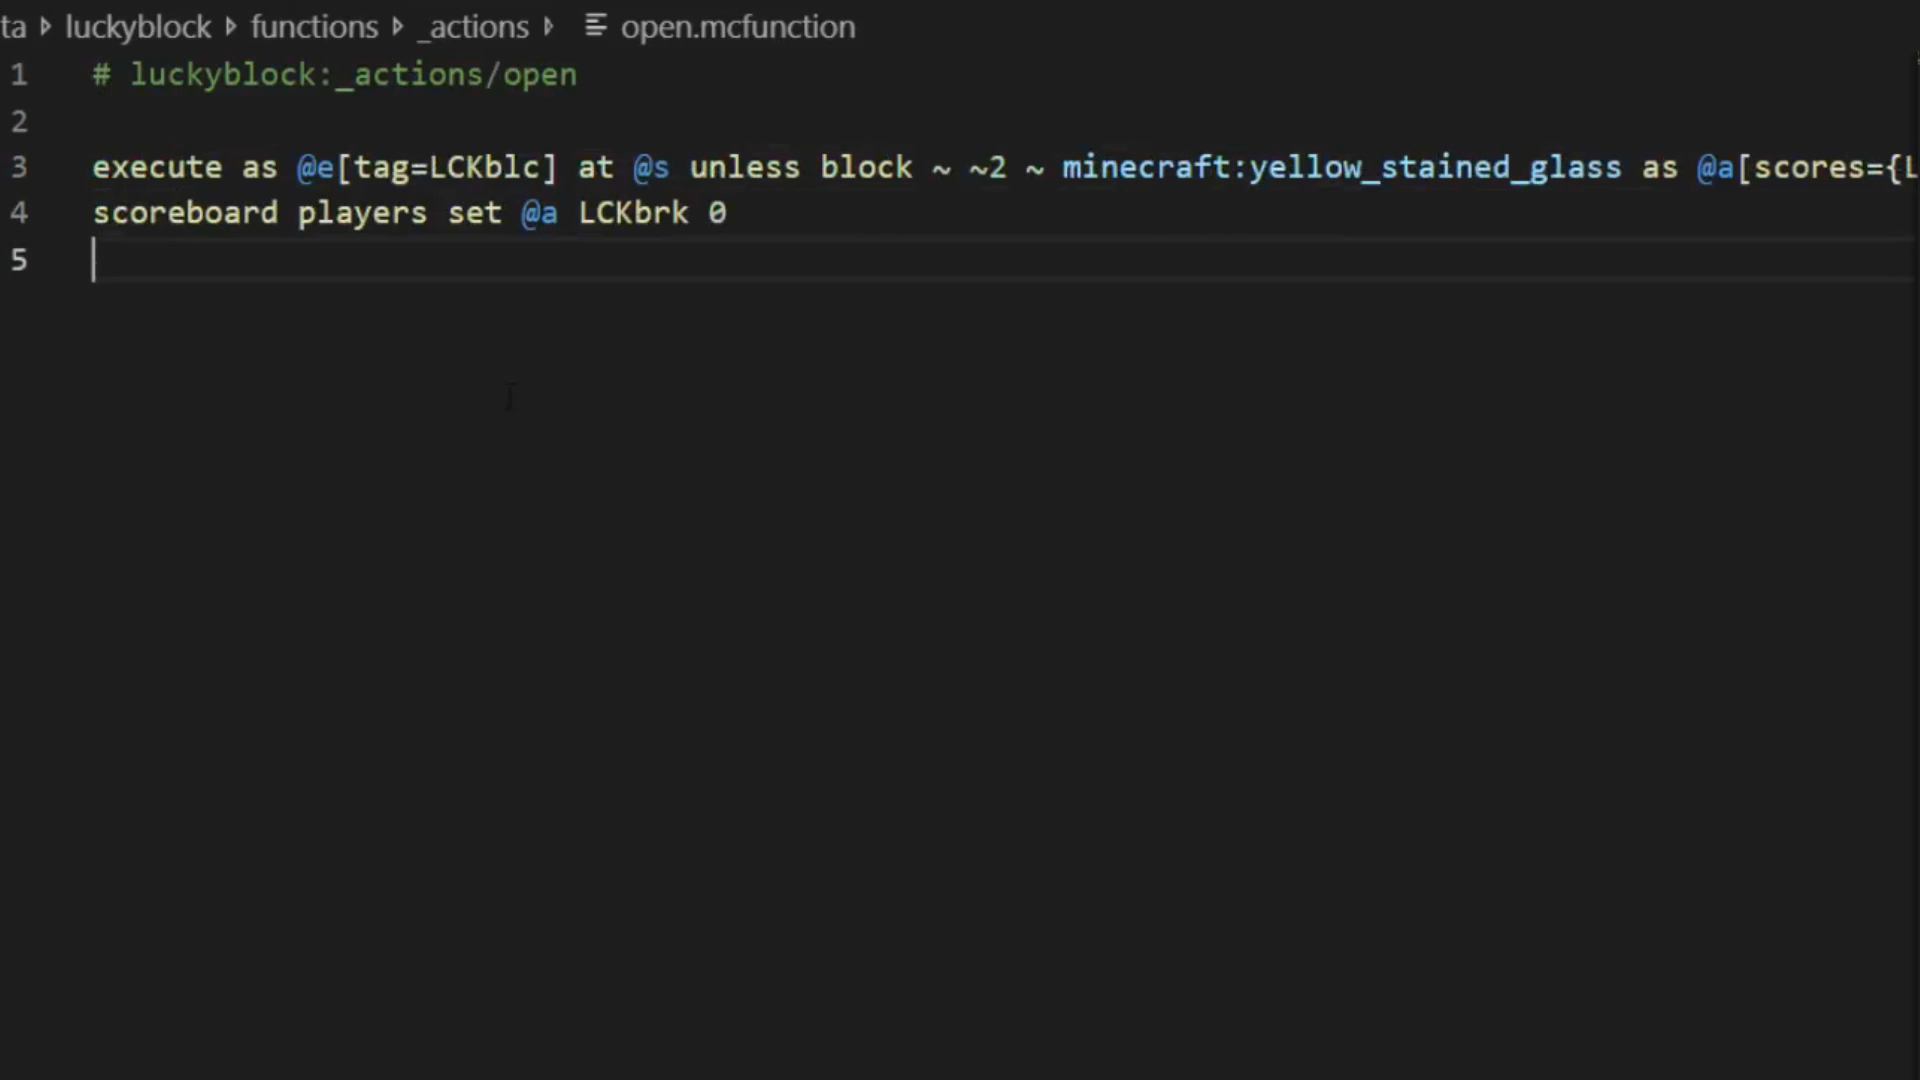 ta luckyblock functions _actions open.mcfunction
1 # luckyblock:_actions/open
2
3 execute as @e[tag=LCKblc] at @s unless block ~ ~2 ~ minecraft:yellow_stained_glass as @a[scores={L
4 scoreboard players set @a LCKbrk 0
5